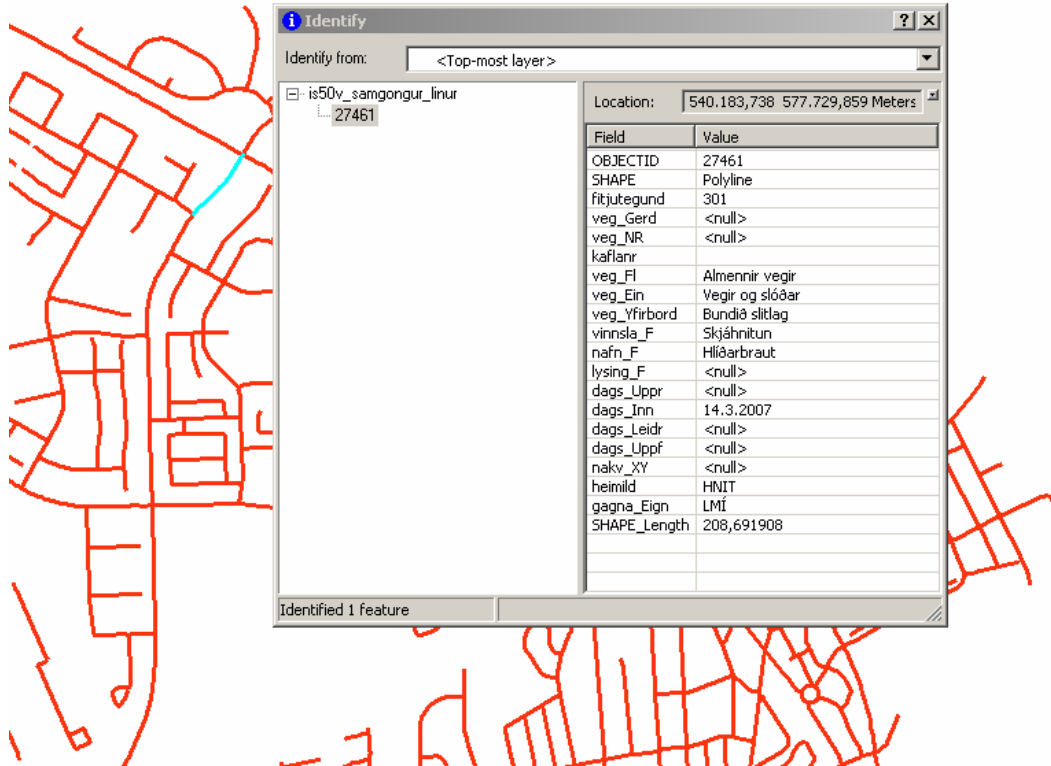 Identify
Identify from: <Top-most layer>
is50v_samgongur_linur
27461
Location: 540.183,738 577.729,859 Meters
Field Value
OBJECTID 27461
SHAPE Polyline
fitjutegund 301
veg_Gerd <null>
veg_NR <null>
kaflanr
veg_Fl Almennir vegir
veg_Ein Vegir og slóðar
veg_Yfirbord Bundið slitlag
vinnsla_F Skjáhnitun
nafn_F Hlíðarbraut
lysing_F <null>
dags_Uppr <null>
dags_Inn 14.3.2007
dags_Leidr <null>
dags_Uppf <null>
nakv_XY <null>
heimild HNIT
gagna_Eign LMÍ
SHAPE_Length 208,691908
Identified 1 feature